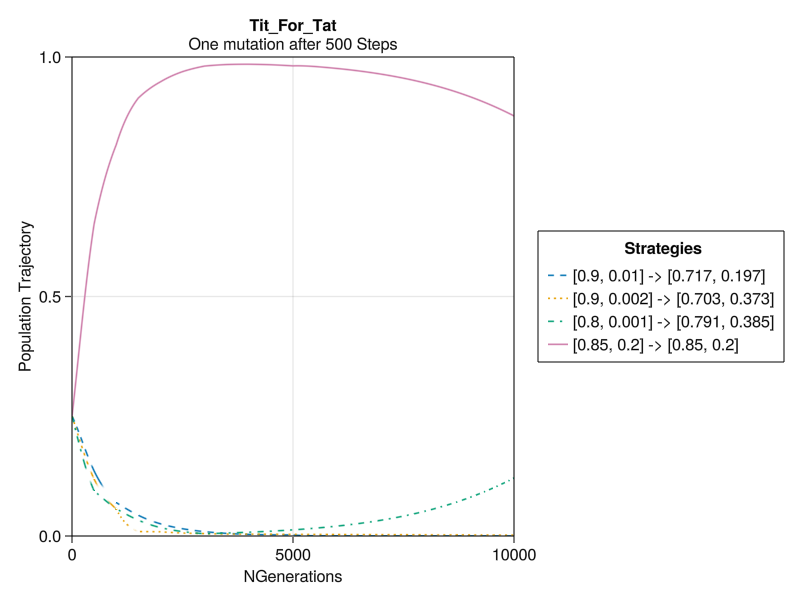 Tit_For_Tat
One mutation after 500 Steps
Population Trajectory
1.0
0.5
0.0
0
5000
10000
NGenerations
Strategies
[0.9, 0.01] -> [0.717, 0.197]
[0.9, 0.002] -> [0.703, 0.373]
[0.8, 0.001] -> [0.791, 0.385]
[0.85, 0.2] -> [0.85, 0.2]